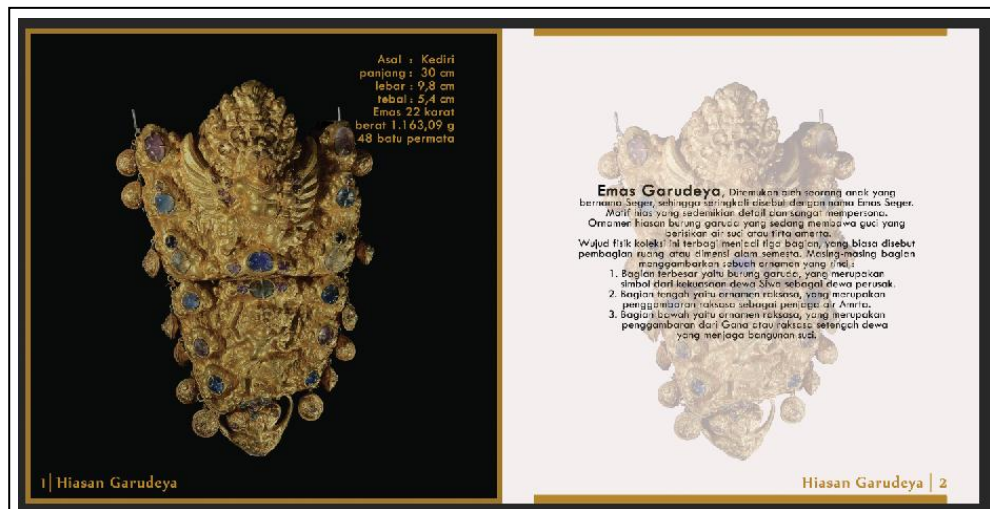 Asal : Kediri
panjang : 30 cm
lebar : 9,8 cm
tebal : 5,4 cm
Emas 22 karat
berat 1.163,09 g
48 batu permata
1| Hiasan Garudeya
Emas Garudeya, Ditemukan oleh seorang anak yang
bernama Seger, sehingga seringkali disebut dengan nama Emas Seger.
Motif hias yang sedemikian detail dan sangat mempersona.
Ornamen hiasan burung garuda yang sedang membawa guci yang
berisikan air suci atau tirta amerta.
Wujud fisik koleksi ini terbagi menjadi tiga bagian, yang biasa disebut
pembagian ruang atau dimensi alam semesta. Masing-masing bagian
menggambarkan sebuah ornamen yang rinci :
1. Bagian terbesar yaitu burung garuda, yang merupakan
simbol dari kekuasaan dewa Siwa sebagai dewa perusak.
2. Bagian tengah yaitu ornamen raksasa, yang merupakan
penggambaran raksasa sebagai penjaga air Amrta.
3. Bagian bawah yaitu ornamen raksasa, yang merupakan
penggambaran dari Gana atau raksasa setengah dewa
yang menjaga bangunan suci.
Hiasan Garudeya | 2